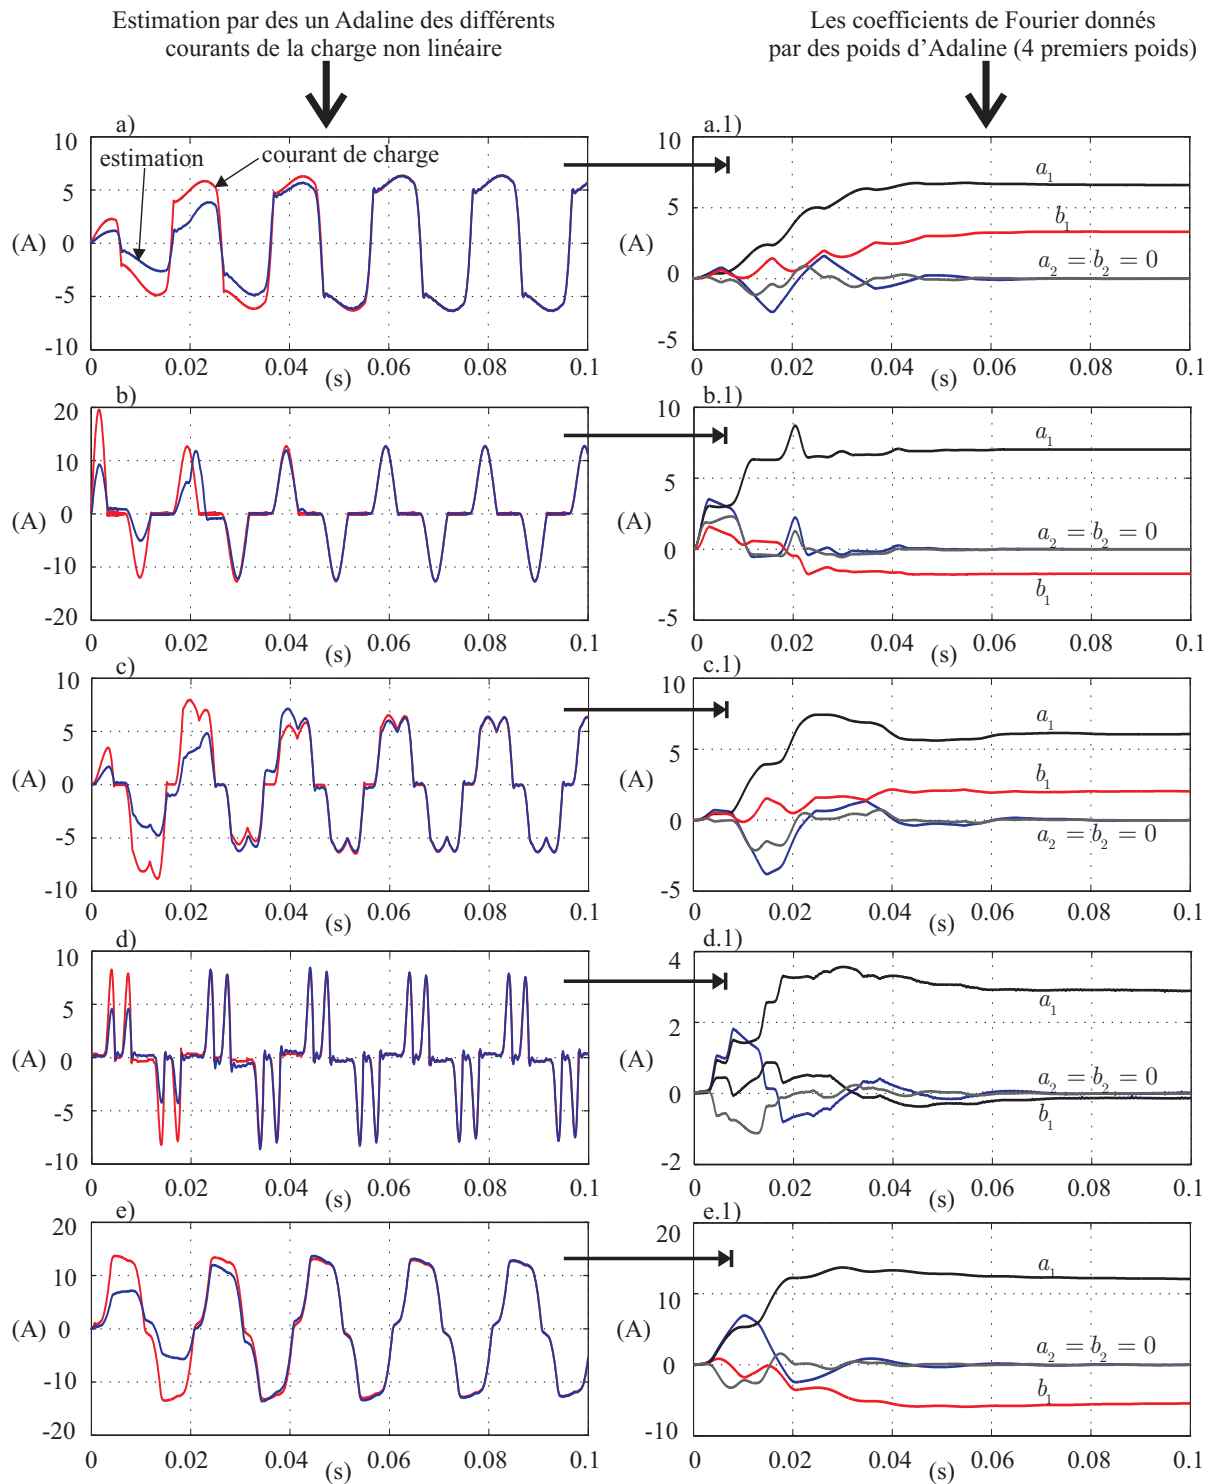 Estimation par des un Adaline des différents
courants de la charge non linéaire
Les coefficients de Fourier donnés
par des poids d’Adaline (4 premiers poids)
a)
estimation
courant de charge
10
5
0
-5
-10
(A)
0 0.02 0.04 0.06 0.08 0.1
(s)
a.1)
10
5
0
-5
(A)
a1
b1
a2 = b2 = 0
0 0.02 0.04 0.06 0.08 0.1
(s)
b)
20
10
0
-10
-20
(A)
0 0.02 0.04 0.06 0.08 0.1
(s)
b.1)
10
5
0
-5
(A)
a1
a2 = b2 = 0
b1
0 0.02 0.04 0.06 0.08 0.1
(s)
c)
10
5
0
-5
-10
(A)
0 0.02 0.04 0.06 0.08 0.1
(s)
c.1)
10
5
0
-5
(A)
a1
b1
a2 = b2 = 0
0 0.02 0.04 0.06 0.08 0.1
(s)
d)
10
5
0
-5
-10
(A)
0 0.02 0.04 0.06 0.08 0.1
(s)
d.1)
4
2
0
-2
(A)
a1
a2 = b2 = 0
b1
0 0.02 0.04 0.06 0.08 0.1
(s)
e)
20
10
0
-10
-20
(A)
0 0.02 0.04 0.06 0.08 0.1
(s)
e.1)
20
10
0
-10
(A)
a1
a2 = b2 = 0
b1
0 0.02 0.04 0.06 0.08 0.1
(s)